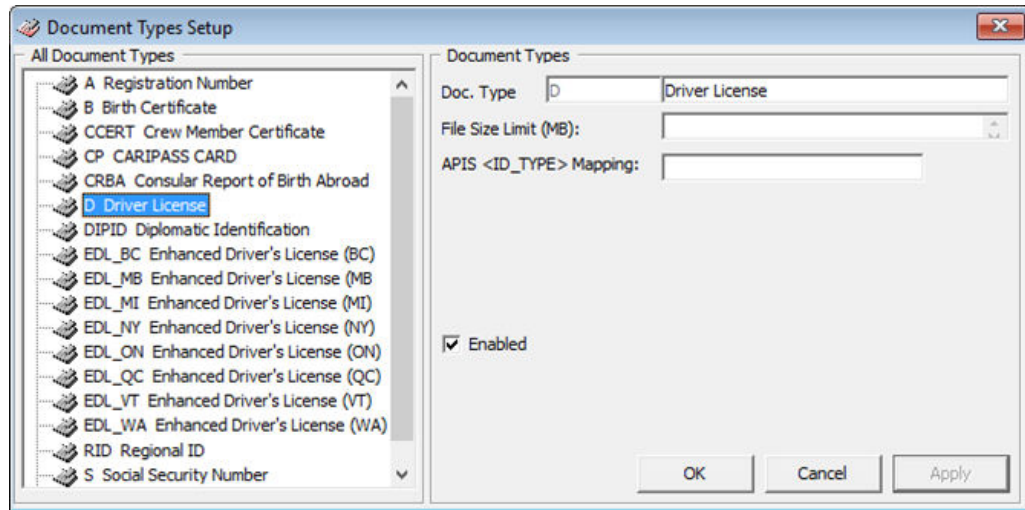 Document Types Setup
All Document Types
A Registration Number
B Birth Certificate
CCERT Crew Member Certificate
CP CARIPASS CARD
CRBA Consular Report of Birth Abroad
D Driver License
DIPID Diplomatic Identification
EDL_BC Enhanced Driver's License (BC)
EDL_MB Enhanced Driver's License (MB
EDL_MI Enhanced Driver's License (MI)
EDL_NY Enhanced Driver's License (NY)
EDL_ON Enhanced Driver's License (ON)
EDL_QC Enhanced Driver's License (QC)
EDL_VT Enhanced Driver's License (VT)
EDL_WA Enhanced Driver's License (WA)
RID Regional ID
S Social Security Number
Document Types
Doc. Type D Driver License
File Size Limit (MB):
APIS <ID_TYPE> Mapping:
Enabled
OK Cancel Apply